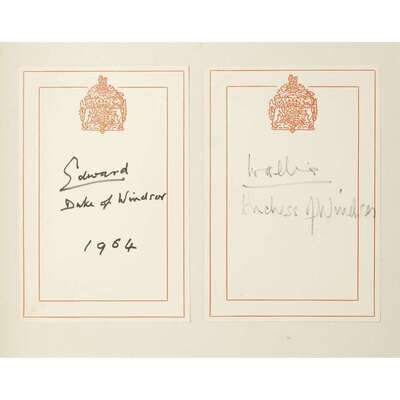 Edward
Duke of Windsor
1964
Wallis
Duchess of Windsor